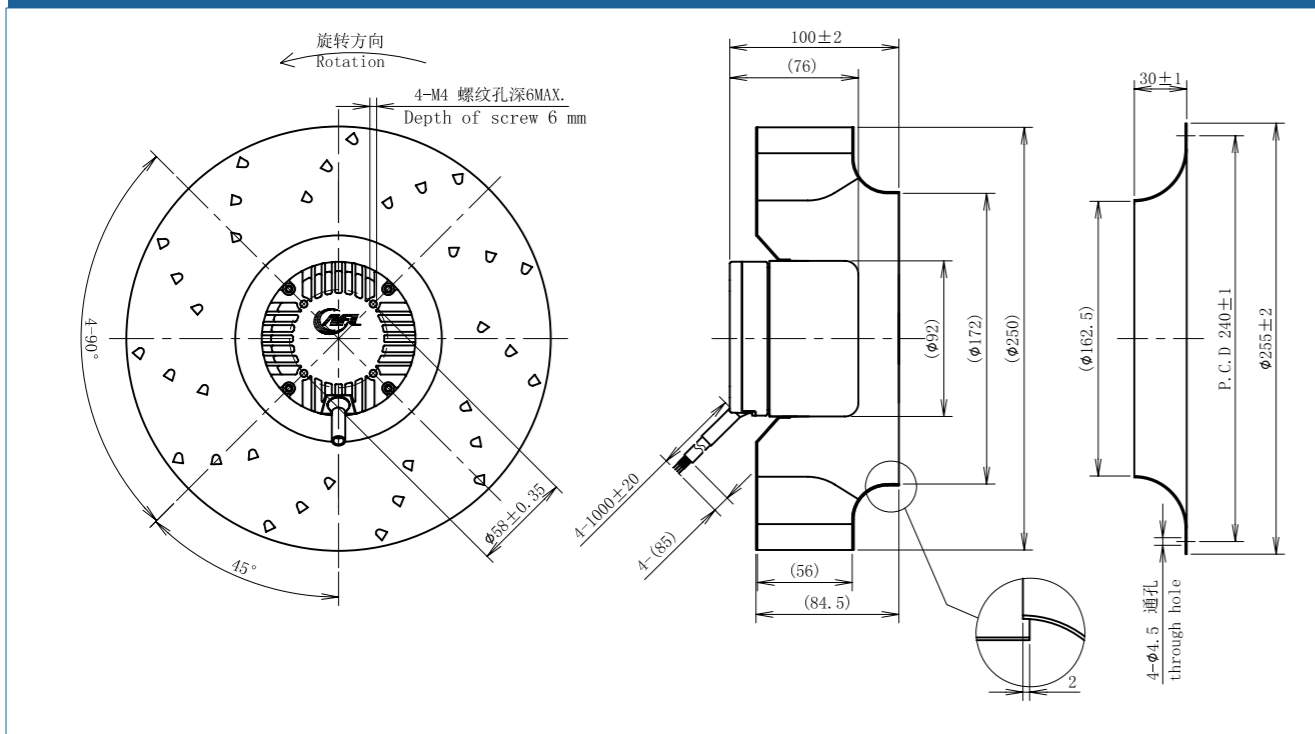 旋转方向
Rotation
4-M4 螺纹孔深6MAX.
Depth of screw 6 mm
4-90°
45°
ϕ58±0.35
100±2
(76)
(ϕ92)
(ϕ172)
(ϕ250)
4-1000±20
4-(85)
(56)
(84.5)
2
30±1
(ϕ162.5)
P.C.D 240±1
ϕ255±2
4-ϕ4.5 通孔
through hole